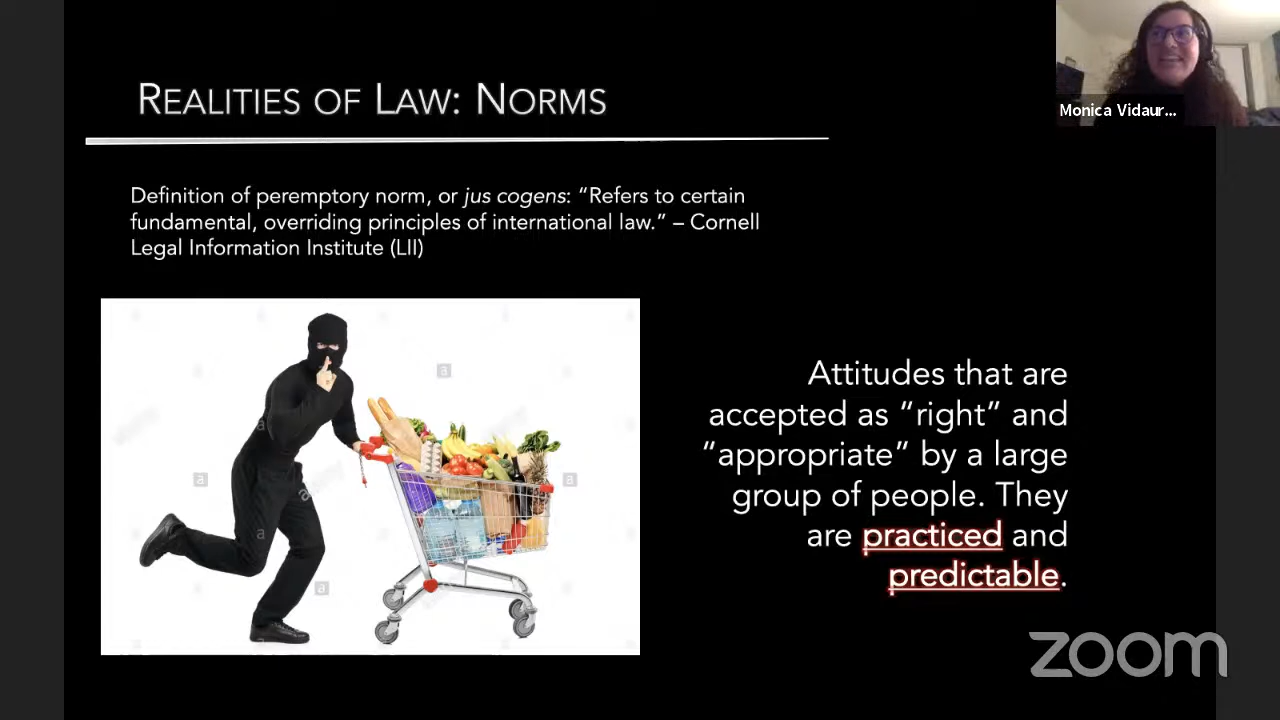 REALITIES OF LAW: NORMS
Monica Vidaur...
Definition of peremptory norm, or jus cogens: “Refers to certain
fundamental, overriding principles of international law.” – Cornell
Legal Information Institute (LII)
Attitudes that are
accepted as “right” and
“appropriate” by a large
group of people. They
are practiced and
predictable.
zoom